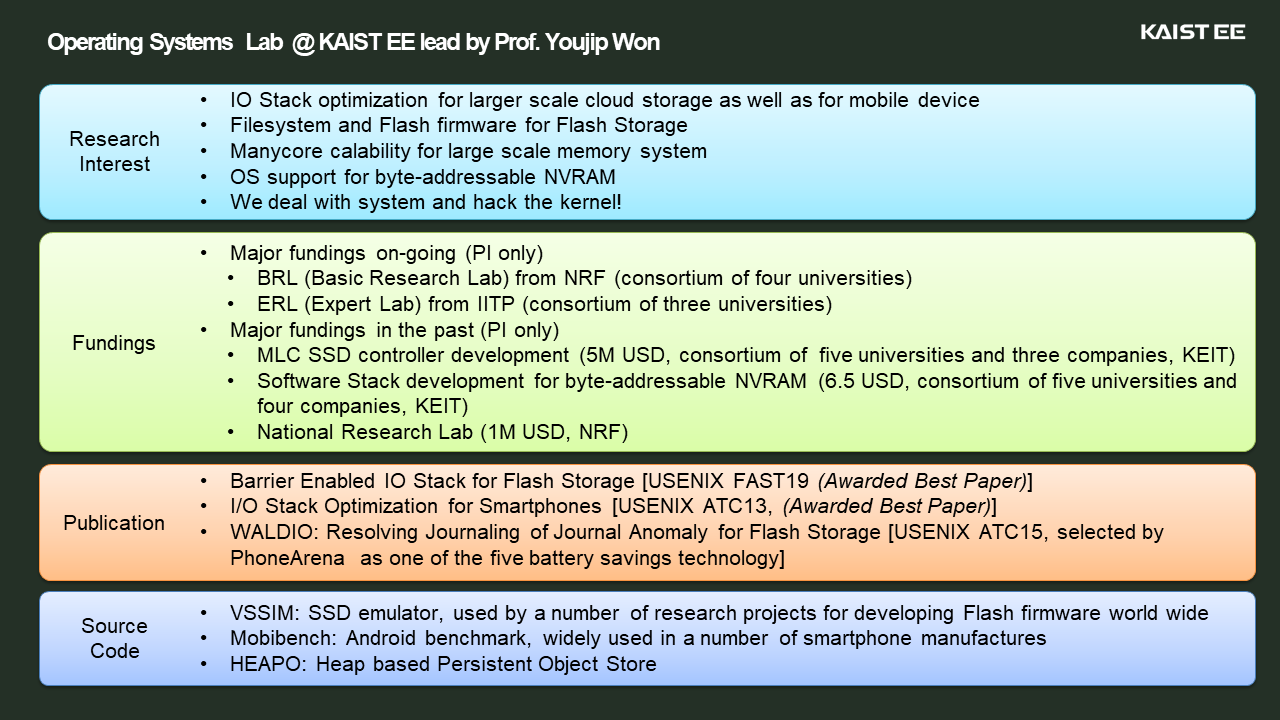 Operating Systems Lab @ KAIST EE lead by Prof. Youjip Won
KAIST EE
Research
Interest
• IO Stack optimization for larger scale cloud storage as well as for mobile device
• Filesystem and Flash firmware for Flash Storage
• Manycore calability for large scale memory system
• OS support for byte-addressable NVRAM
• We deal with system and hack the kernel!
Fundings
• Major fundings on-going (PI only)
• BRL (Basic Research Lab) from NRF (consortium of four universities)
• ERL (Expert Lab) from IITP (consortium of three universities)
• Major fundings in the past (PI only)
• MLC SSD controller development (5M USD, consortium of five universities and three companies, KEIT)
• Software Stack development for byte-addressable NVRAM (6.5 USD, consortium of five universities and
four companies, KEIT)
• National Research Lab (1M USD, NRF)
Publication
• Barrier Enabled IO Stack for Flash Storage [USENIX FAST19 (Awarded Best Paper)]
• I/O Stack Optimization for Smartphones [USENIX ATC13, (Awarded Best Paper)]
• WALDIO: Resolving Journaling of Journal Anomaly for Flash Storage [USENIX ATC15, selected by
PhoneArena as one of the five battery savings technology]
Source
Code
• VSSIM: SSD emulator, used by a number of research projects for developing Flash firmware world wide
• Mobibench: Android benchmark, widely used in a number of smartphone manufactures
• HEAPO: Heap based Persistent Object Store